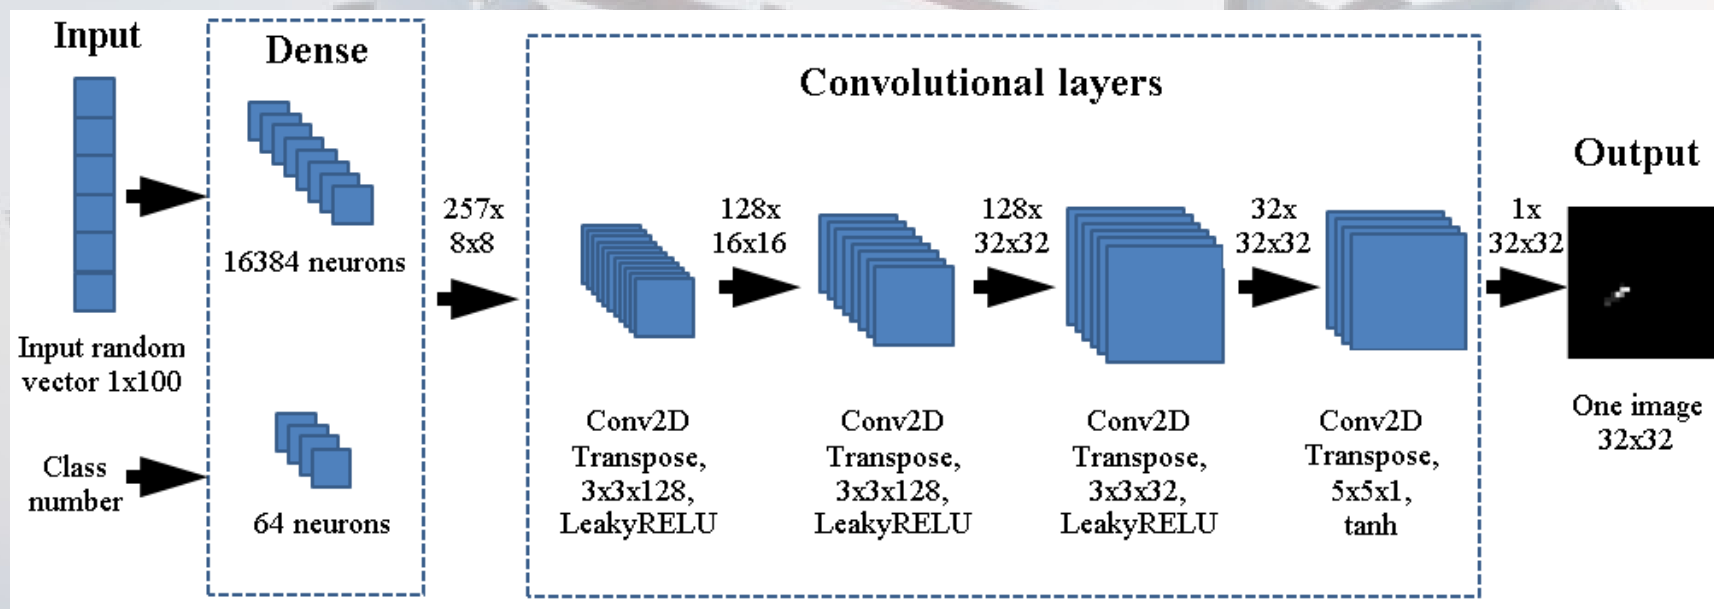 Input
Input random
vector 1x100
Class
number
Dense
16384 neurons
64 neurons
257x
8x8
Convolutional layers
128x
16x16
128x
32x32
32x
32x32
1x
32x32
Conv2D
Transpose,
3x3x128,
LeakyRELU
Conv2D
Transpose,
3x3x128,
LeakyRELU
Conv2D
Transpose,
3x3x32,
LeakyRELU
Conv2D
Transpose,
5x5x1,
tanh
Output
One image
32x32